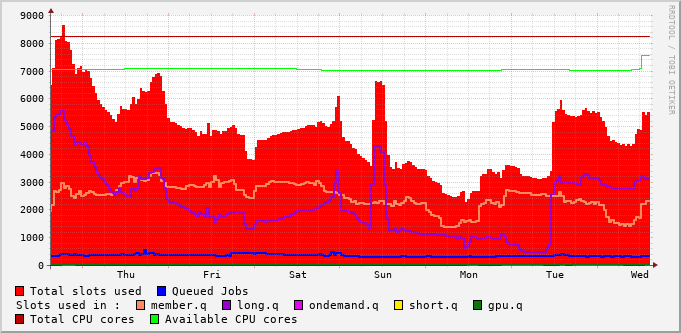 9000
8000
7000
6000
5000
4000
3000
2000
1000
0
Thu Fri Sat Sun Mon Tue Wed
RRDTOOL / TOBI OETIKER
Total slots used Queued Jobs
Slots used in : member.q long.q ondemand.q short.q gpu.q
Total CPU cores Available CPU cores